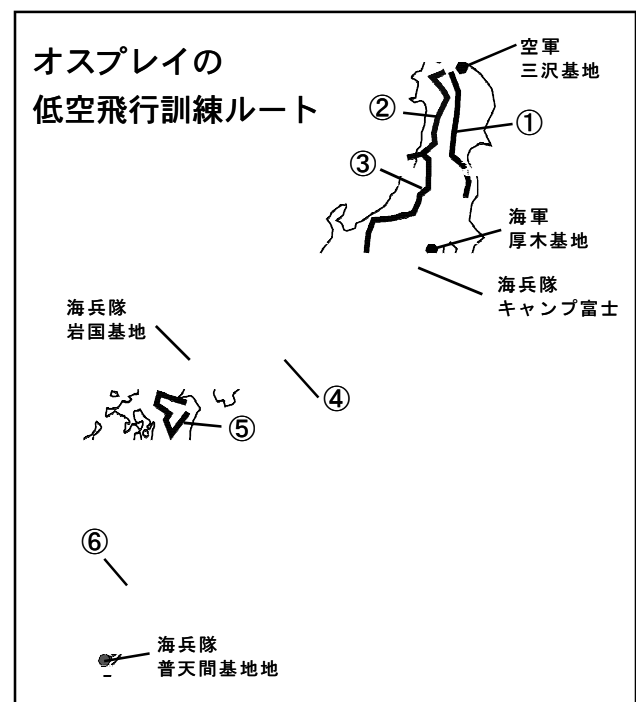 オスプレイの
低空飛行訓練ルート
空軍
三沢基地
②
①
③
海軍
厚木基地
海兵隊
キャンプ富士
海兵隊
岩国基地
④
⑤
⑥
海兵隊
普天間基地地